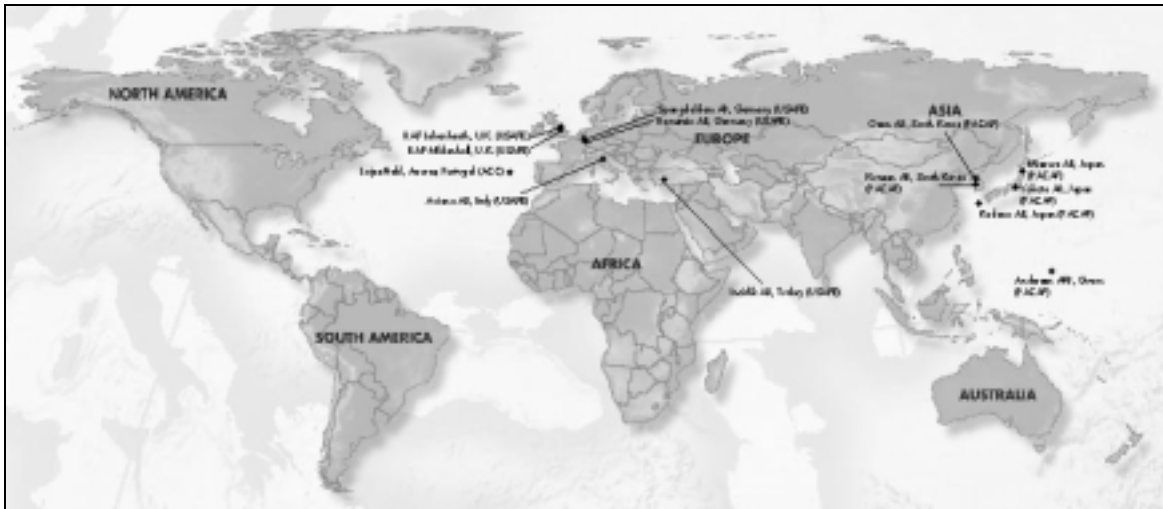 NORTH AMERICA
Spangdahlem AB, Germany (USAFE)
Ramstein AB, Germany (USAFE)
EUROPE
ASIA
Osan AB, South Korea (PACAF)
RAF Lakenheath, U.K. (USAFE)
RAF Mildenhall, U.K. (USAFE)
Lajes Field, Azores Portugal (ACC)
Aviano AB, Italy (USAFE)
Kunsan AB, South Korea
(PACAF)
Misawa AB, Japan
(PACAF)
Yokota AB, Japan
(PACAF)
Kadena AB, Japan (PACAF)
AFRICA
Incirlik AB, Turkey (USAFE)
Andersen AFB, Guam
(PACAF)
SOUTH AMERICA
AUSTRALIA